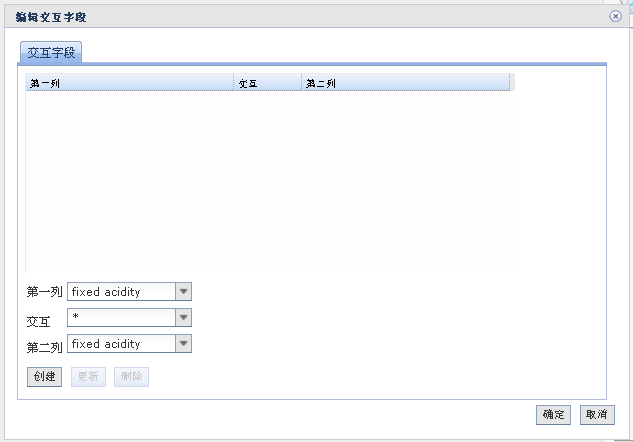 编辑交互字段
交互字段
第一列 交互 第二列
第一列 fixed acidity
交互 *
第二列 fixed acidity
创建 更新 删除
确定 取消